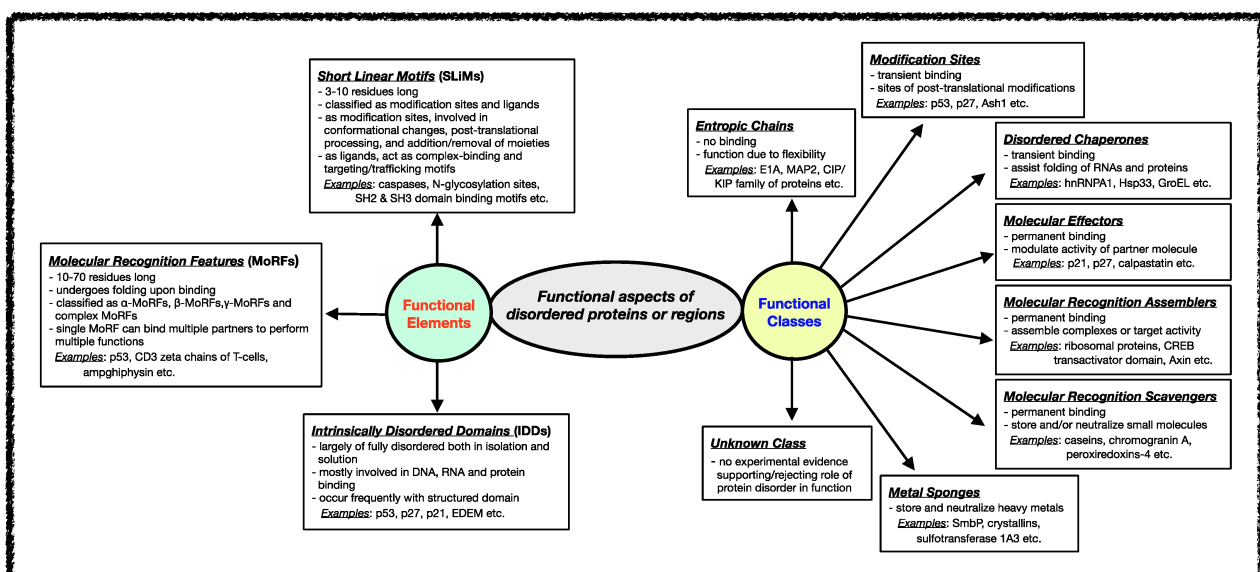 Short Linear Motifs (SLiMs)
- 3-10 residues long
- classified as modification sites and ligands
- as modification sites, involved in
conformational changes, post-translational
processing, and addition/removal of moieties
- as ligands, act as complex-binding and
targeting/trafficking motifs
Examples: caspases, N-glycosylation sites,
SH2 & SH3 domain binding motifs etc.
Molecular Recognition Features (MoRFs)
- 10-70 residues long
- undergoes folding upon binding
- classified as α-MoRFs, β-MoRFs,γ-MoRFs and
complex MoRFs
- single MoRF can bind multiple partners to perform
multiple functions
Examples: p53, CD3 zeta chains of T-cells,
ampghiphysin etc.
Functional
Elements
Intrinsically Disordered Domains (IDDs)
- largely of fully disordered both in isolation and
solution
- mostly involved in DNA, RNA and protein
binding
- occur frequently with structured domain
Examples: p53, p27, p21, EDEM etc.
Functional aspects of
disordered proteins or regions
Functional
Classes
Entropic Chains
- no binding
- function due to flexibility
Examples: E1A, MAP2, CIP/
KIP family of proteins etc.
Modification Sites
- transient binding
- sites of post-translational modifications
Examples: p53, p27, Ash1 etc.
Disordered Chaperones
- transient binding
- assist folding of RNAs and proteins
Examples: hnRNPA1, Hsp33, GroEL etc.
Molecular Effectors
- permanent binding
- modulate activity of partner molecule
Examples: p21, p27, calpastatin etc.
Molecular Recognition Assemblers
- permanent binding
- assemble complexes or target activity
Examples: ribosomal proteins, CREB
transactivator domain, Axin etc.
Molecular Recognition Scavengers
- permanent binding
- store and/or neutralize small molecules
Examples: caseins, chromogranin A,
peroxiredoxins-4 etc.
Metal Sponges
- store and neutralize heavy metals
Examples: SmbP, crystallins,
sulfotransferase 1A3 etc.
Unknown Class
- no experimental evidence
supporting/rejecting role of
protein disorder in function